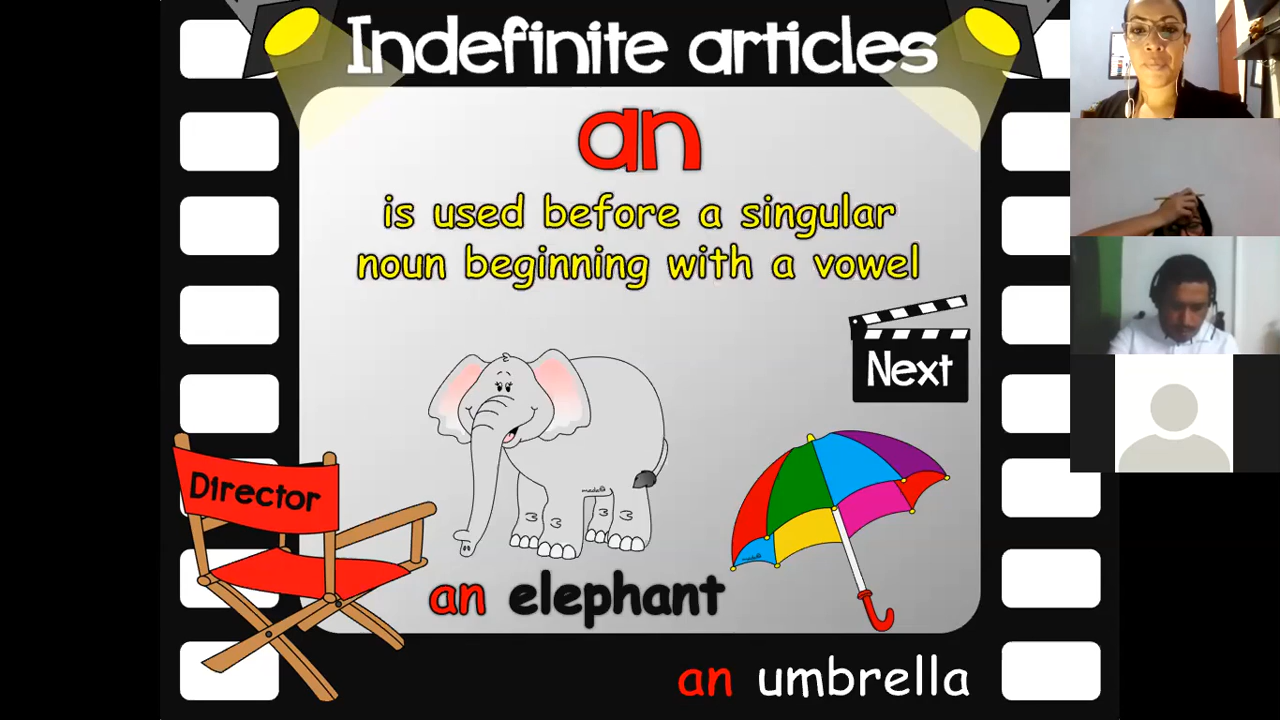 Indefinite articles
an
is used before a singular
noun beginning with a vowel
Next
Director
an elephant
an umbrella